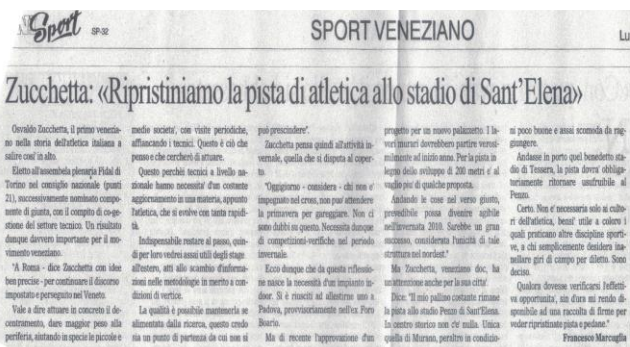 Sport SP-32
SPORT VENEZIANO
Lu
Zucchetta: «Ripristiniamo la pista di atletica allo stadio di Sant'Elena»
Osvaldo Zucchetta, il primo venezia-
no nella storia dell'atletica italiana a
salire cosi' in alto.
Eletto all'assemblea plenaria Fidal di
Torino nel consiglio nazionale (punti
21), successivamente nominato compo-
nente di giunta, con il compito di co-ge-
stione del settore tecnico. Un risultato
dunque davvero importante per il mo-
vimento veneziano.
"A Roma - dice Zucchetta con idee
ben precise - per continuare il discorso
impostato e perseguito nel Veneto.
Vale a dire attuare in concreto il de-
centramento, dare maggior peso alla
periferia, aiutando in specie le piccole e
medie societa', con visite periodiche,
affiancando i tecnici. Questo è ciò che
penso e che cercherò di attuare.
Questo perchè tecnici a livello na-
zionale hanno necessita' d'un costante
aggiornamento in una materia, appunto
l'atletica, che si evolve con tanta rapidi-
tà.
Indispensabile restare al passo, quin-
di per loro vedrei assai utili degli stage
all'estero, atti allo scambio d'informa-
zioni nelle metodologie in merito a con-
dizioni di vertice.
La qualità è possibile mantenerla se
alimentata dalla ricerca, questo credo
sia un punto di partenza da cui non si
può prescindere".
Zucchetta pensa quindi all'attività in-
vernale, quella che si disputa al coper-
to.
"Oggigiorno - considera - chi non e'
impegnato nel cross, non puo' attendere
la primavera per gareggiare. Non ci
sono dubbi su questo. Necessita dunque
di competizioni-verifiche nel periodo
invernale.
Ecco dunque che da questa riflessio-
ne nasce la necessità d'un impianto in-
door. Si è riusciti ad allestirne uno a
Padova, provvisoriamente nell'ex Foro
Boario.
Ma di recente l'approvazione d'un
progetto per un nuovo palazzetto. I la-
vori murari dovrebbero partire verosi-
milmente ad inizio anno. Per la pista in
legno dello sviluppo di 200 metri e' al
vaglio più di qualche proposta.
Andando le cose nel verso giusto,
prevedibile possa divenire agibile
nell'invernata 2010. Sarebbe un gran
successo, considerata l'unicità di tale
struttura nel nordest."
Ma Zucchetta, veneziano doc, ha
un'attenzione anche per la sua citta'.
Dice: "Il mio pallino costante rimane
la pista allo stadio Penzo di Sant'Elena.
In centro storico non c'e' nulla. Unica
quella di Murano, peraltro in condicio-
ni poco buone e assai scomoda da rag-
giungere.
Andasse in porto quel benedetto sta-
dio di Tessera, la pista dovra' obbliga-
toriamente ritornare usufruibile al
Penzo.
Certo. Non e' necessaria solo ai culto-
ri dell'atletica, bensi' utile a coloro i
quali praticano altre discipline sporti-
ve, a chi semplicemente desidera ina-
nellare giri di campo per diletto. Sono
deciso.
Qualora dovesse verificarsi l'effetti-
va opportunita', sin d'ora mi rendo di-
sponibile ad una raccolta di firme per
veder ripristinate pista e pedane."
Francesco Marcoglia